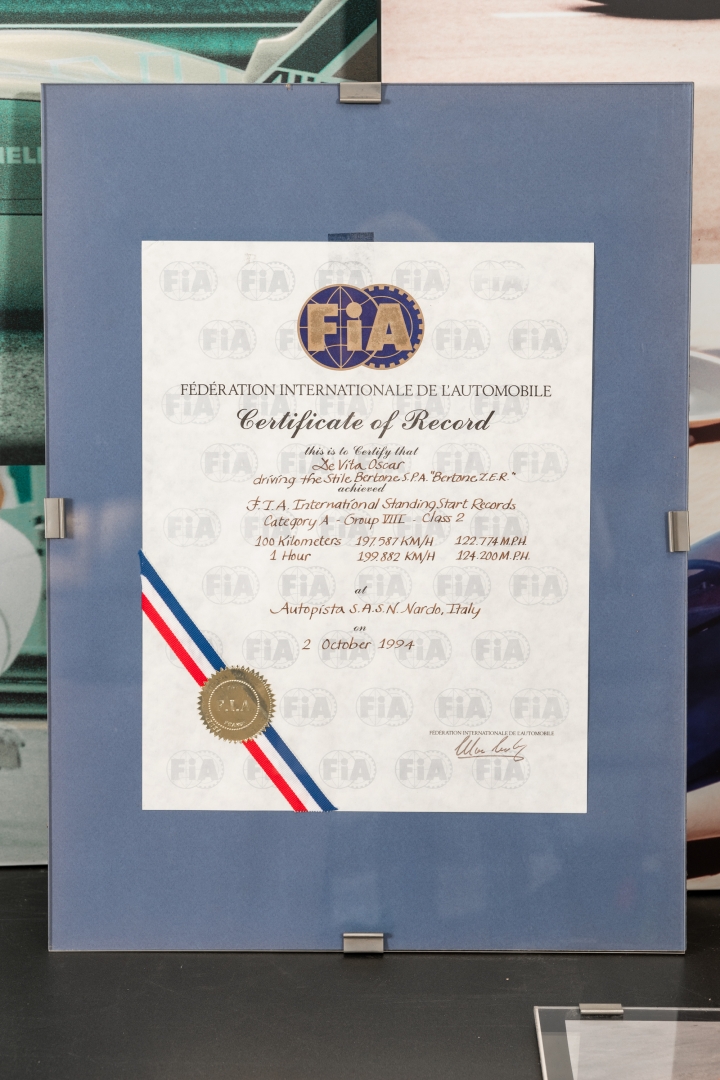 FiA
FÉDÉRATION INTERNATIONALE DE L'AUTOMOBILE
Certificate of Record
this is to Certify that
De Vita Oscar
driving the Stile Bertone S.P.A. "Bertone Z.E.R."
achieved
F.I.A. International Standing Start Records
Category A - Group VIII - Class 2
100 Kilometers 197.587 KM/H 122.774 M.P.H.
1 Hour 199.882 KM/H 124.200 M.P.H.
at
Autopista S.A.S.N. Nardo, Italy
on
2 October 1994
F.I.A
FÉDÉRATION INTERNATIONALE DE L'AUTOMOBILE